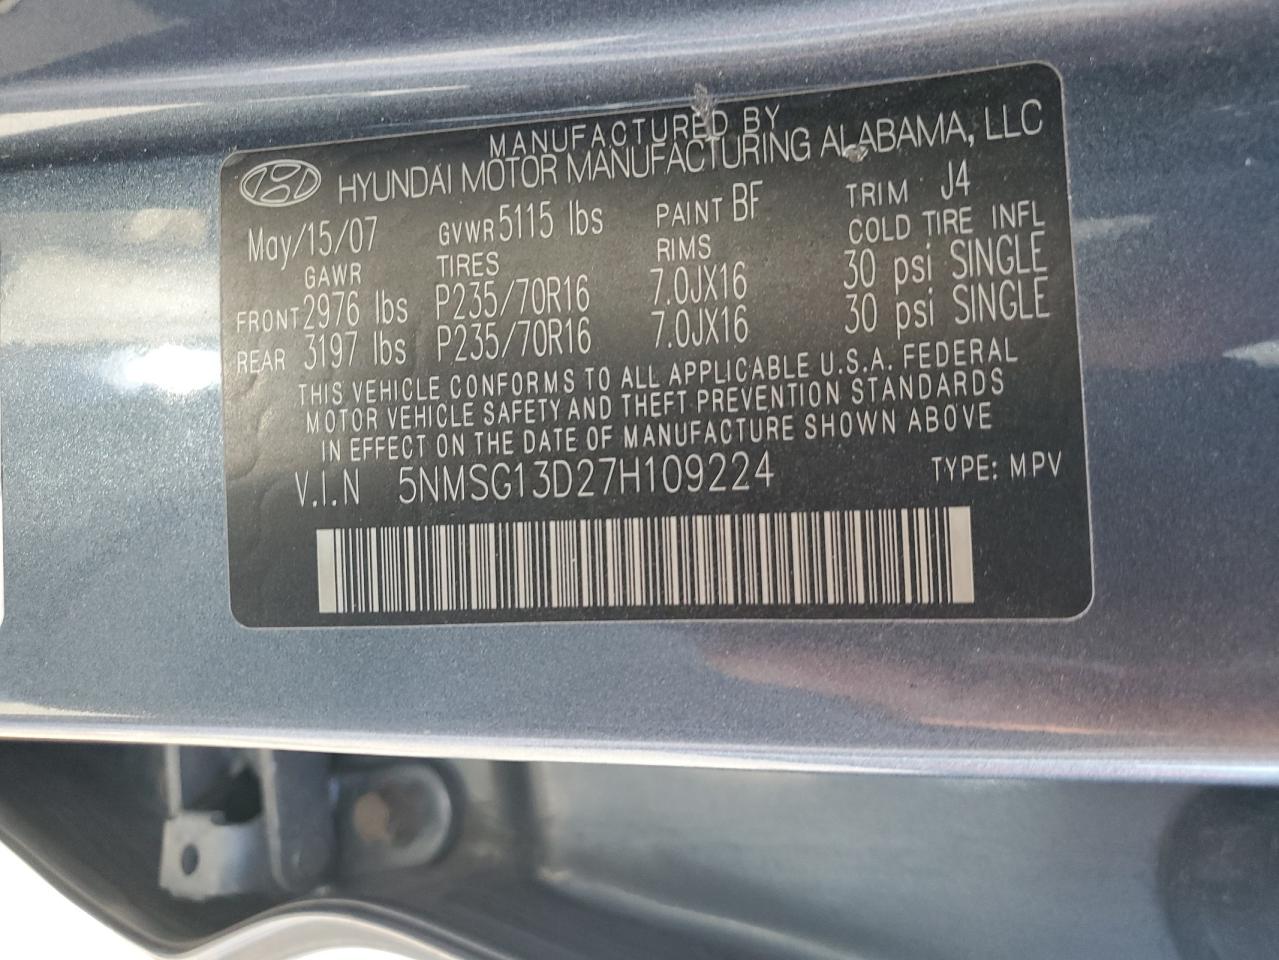 MANUFACTURED BY
HYUNDAI MOTOR MANUFACTURING ALABAMA, LLC
May/15/07 GVWR 5115 lbs PAINT BF TRIM J4
GAWR TIRES RIMS COLD TIRE INFL
FRONT 2976 lbs P235/70R16 7.0JX16 30 psi SINGLE
REAR 3197 lbs P235/70R16 7.0JX16 30 psi SINGLE
THIS VEHICLE CONFORMS TO ALL APPLICABLE U.S.A. FEDERAL
MOTOR VEHICLE SAFETY AND THEFT PREVENTION STANDARDS
IN EFFECT ON THE DATE OF MANUFACTURE SHOWN ABOVE
V.I.N 5NMSG13D27H109224 TYPE: MPV